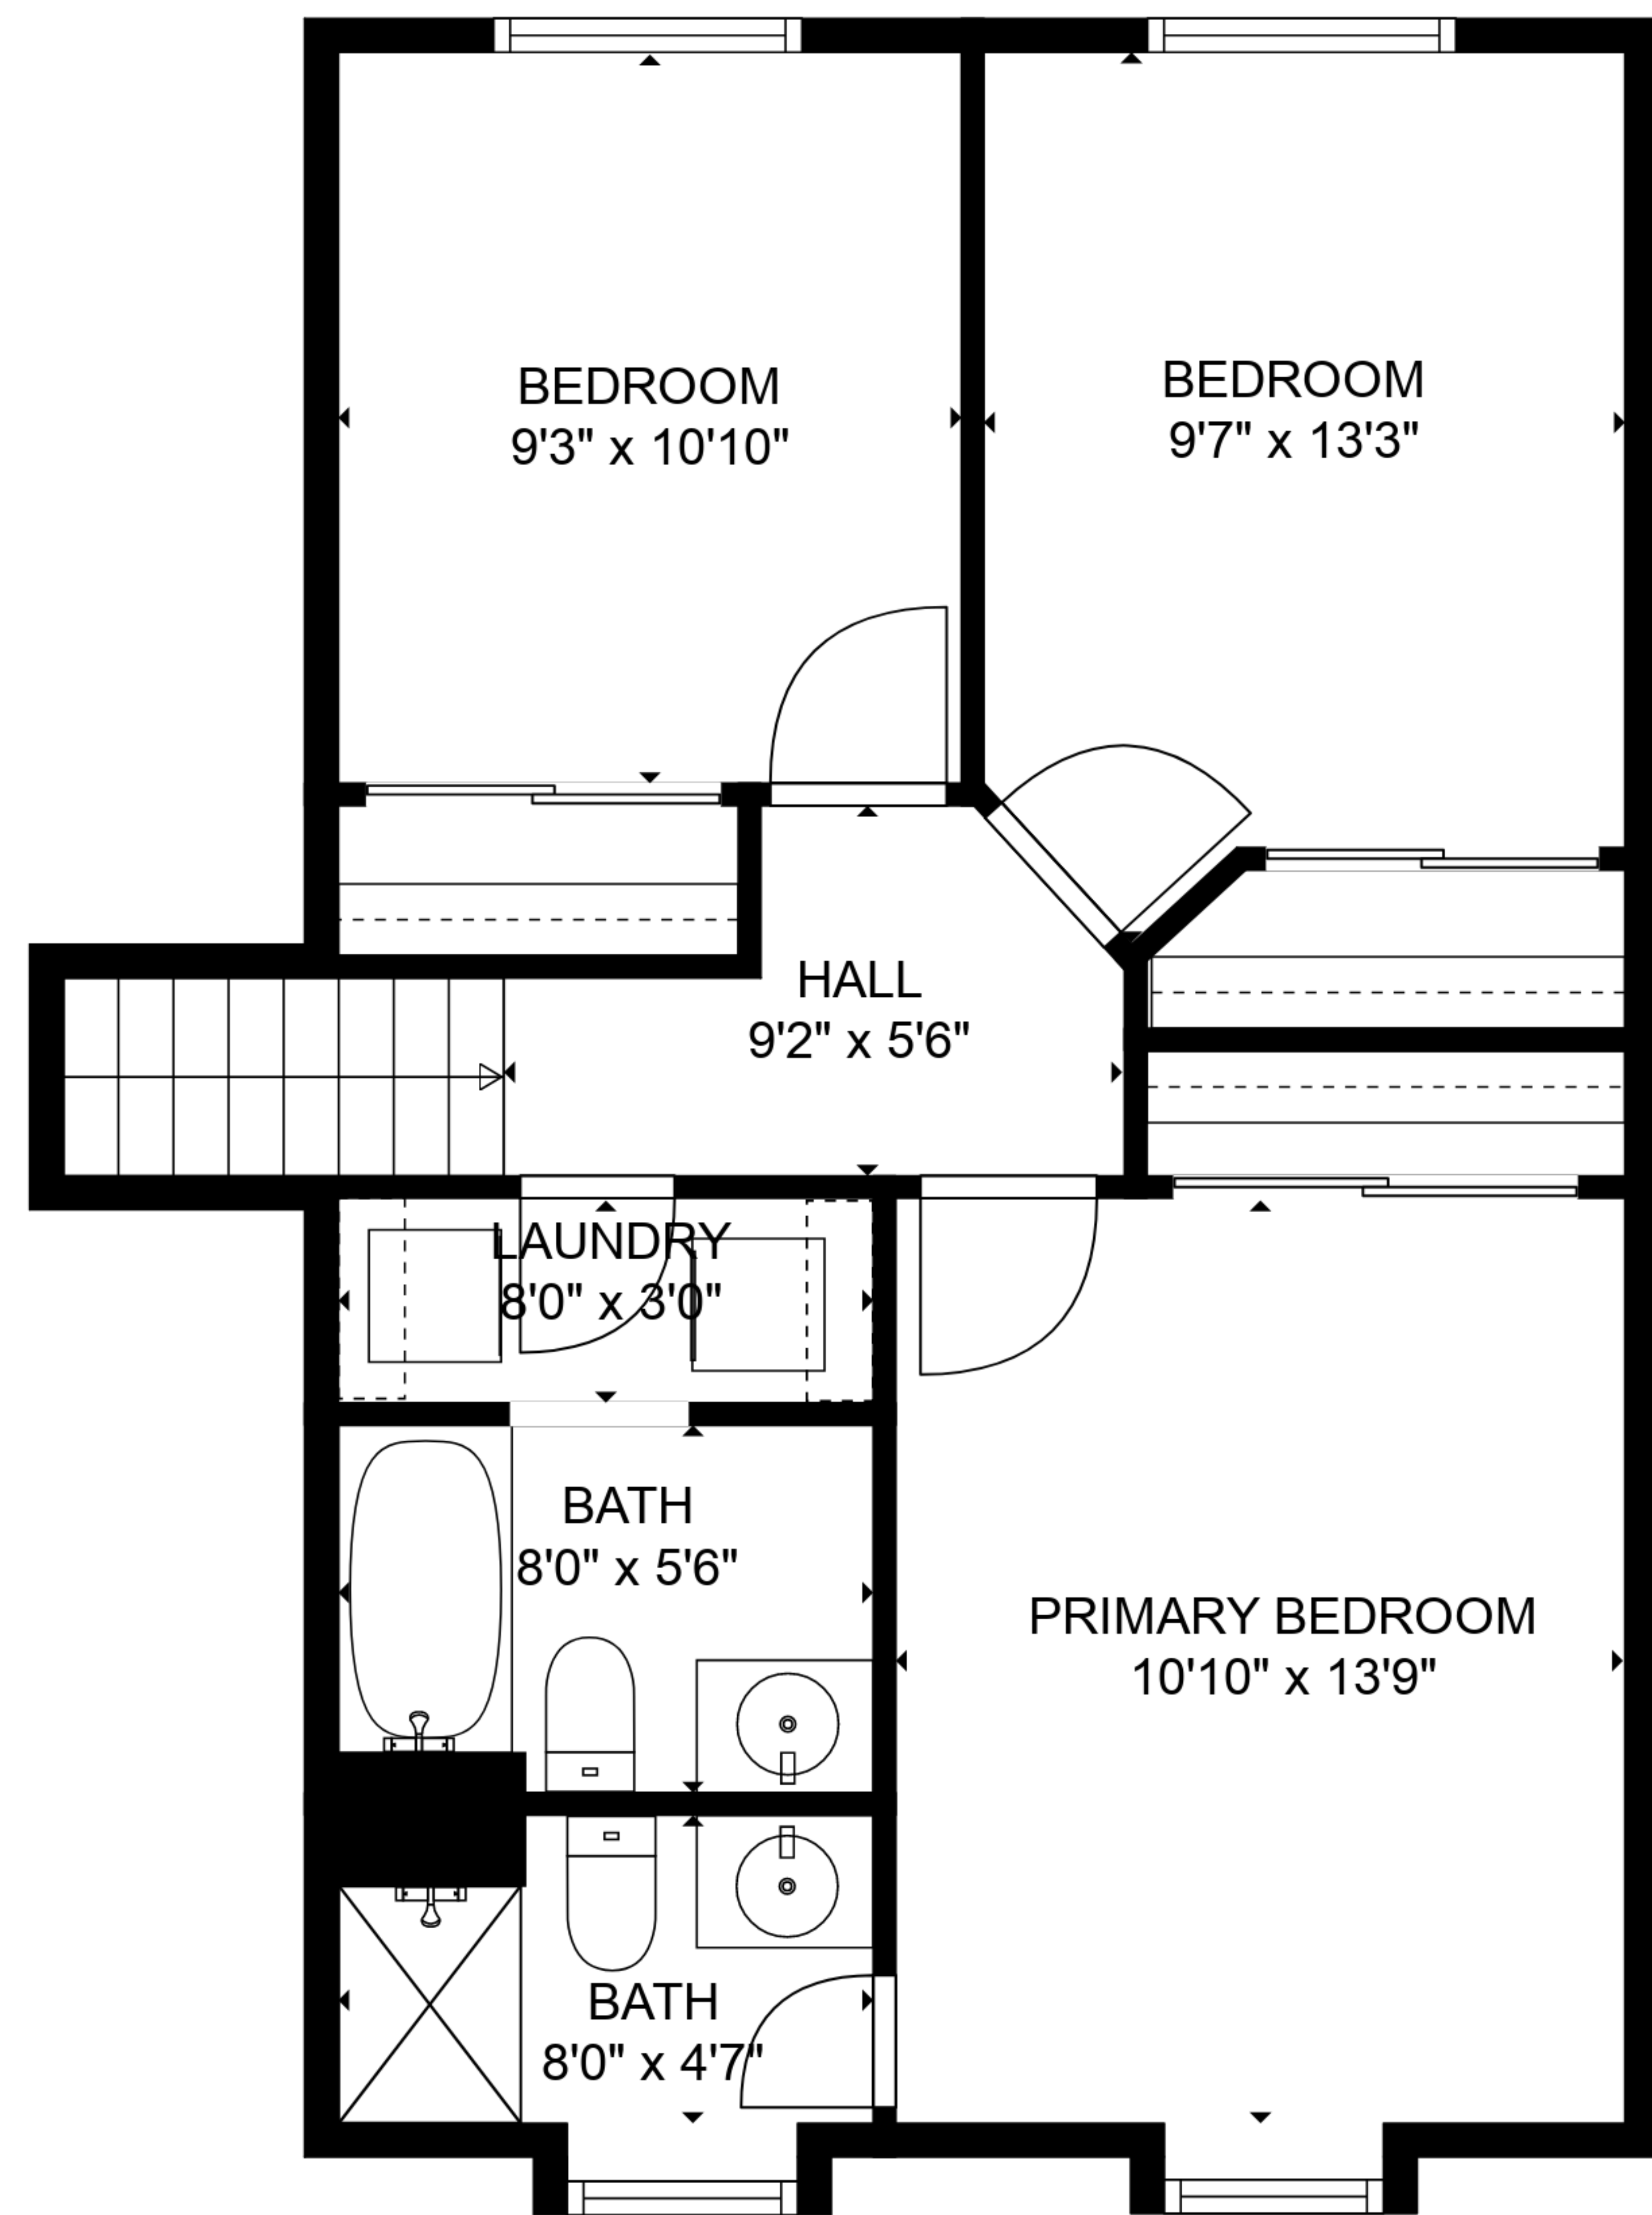 BEDROOM
9'3" x 10'10"
BEDROOM
9'7" x 13'3"
HALL
9'2" x 5'6"
LAUNDRY
8'0" x 3'0"
BATH
8'0" x 5'6"
PRIMARY BEDROOM
10'10" x 13'9"
BATH
8'0" x 4'7"